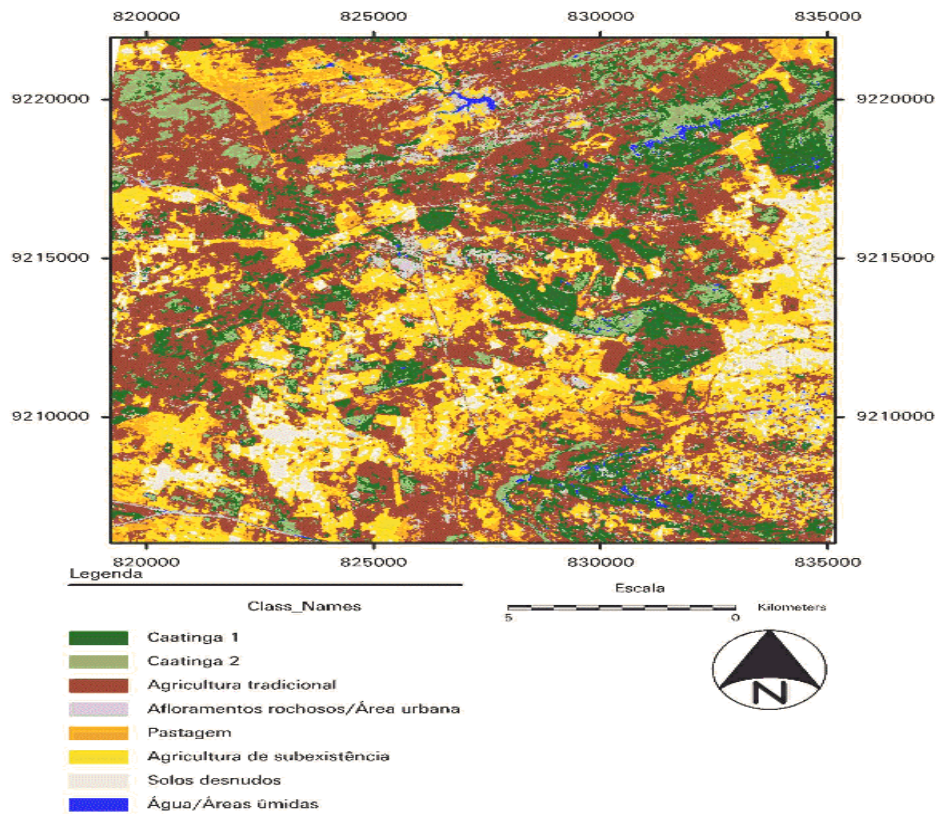 820000 825000 830000 835000
9220000 9220000
9215000 9215000
9210000 9210000
820000 825000 830000 835000
Legenda
Escala
Class_Names
Kilometers
5 0
Caatinga 1
Caatinga 2
Agricultura tradicional
Afloramentos rochosos/Área urbana
Pastagem
Agricultura de subexistência
Solos desnudos
Água/Áreas ûmidas
N